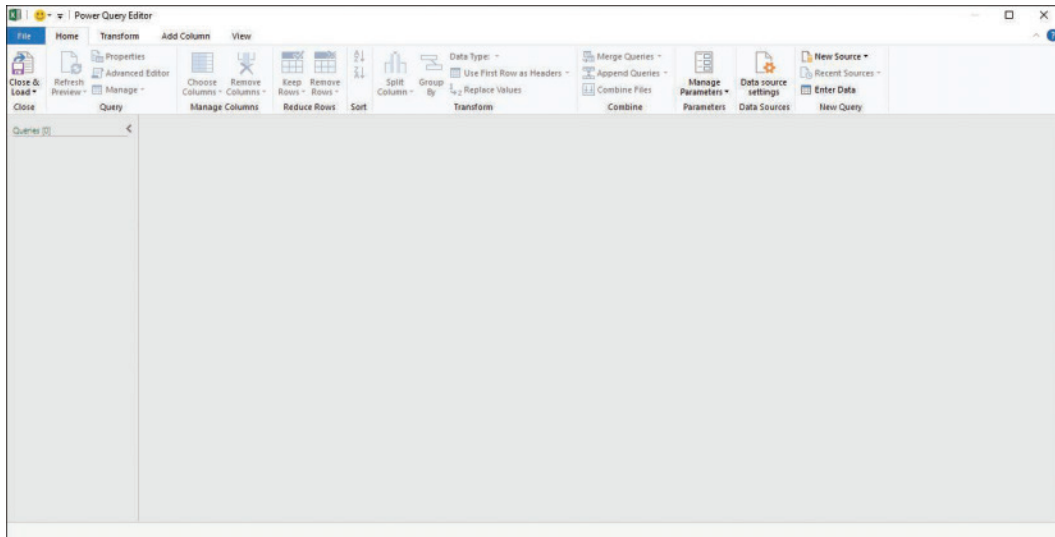 Power Query Editor
File Home Transform Add Column View
Close & Load
Close
Refresh Preview
Properties
Advanced Editor
Manage
Query
Choose Columns
Remove Columns
Manage Columns
Keep Rows
Remove Rows
Reduce Rows
A Z
Z A
Sort
Split Column
Group By
Data Type:
Use First Row as Headers
1 2 Replace Values
Transform
Merge Queries
Append Queries
Combine Files
Combine
Manage Parameters
Parameters
Data source settings
Data Sources
New Source
Recent Sources
Enter Data
New Query
Queries [0]